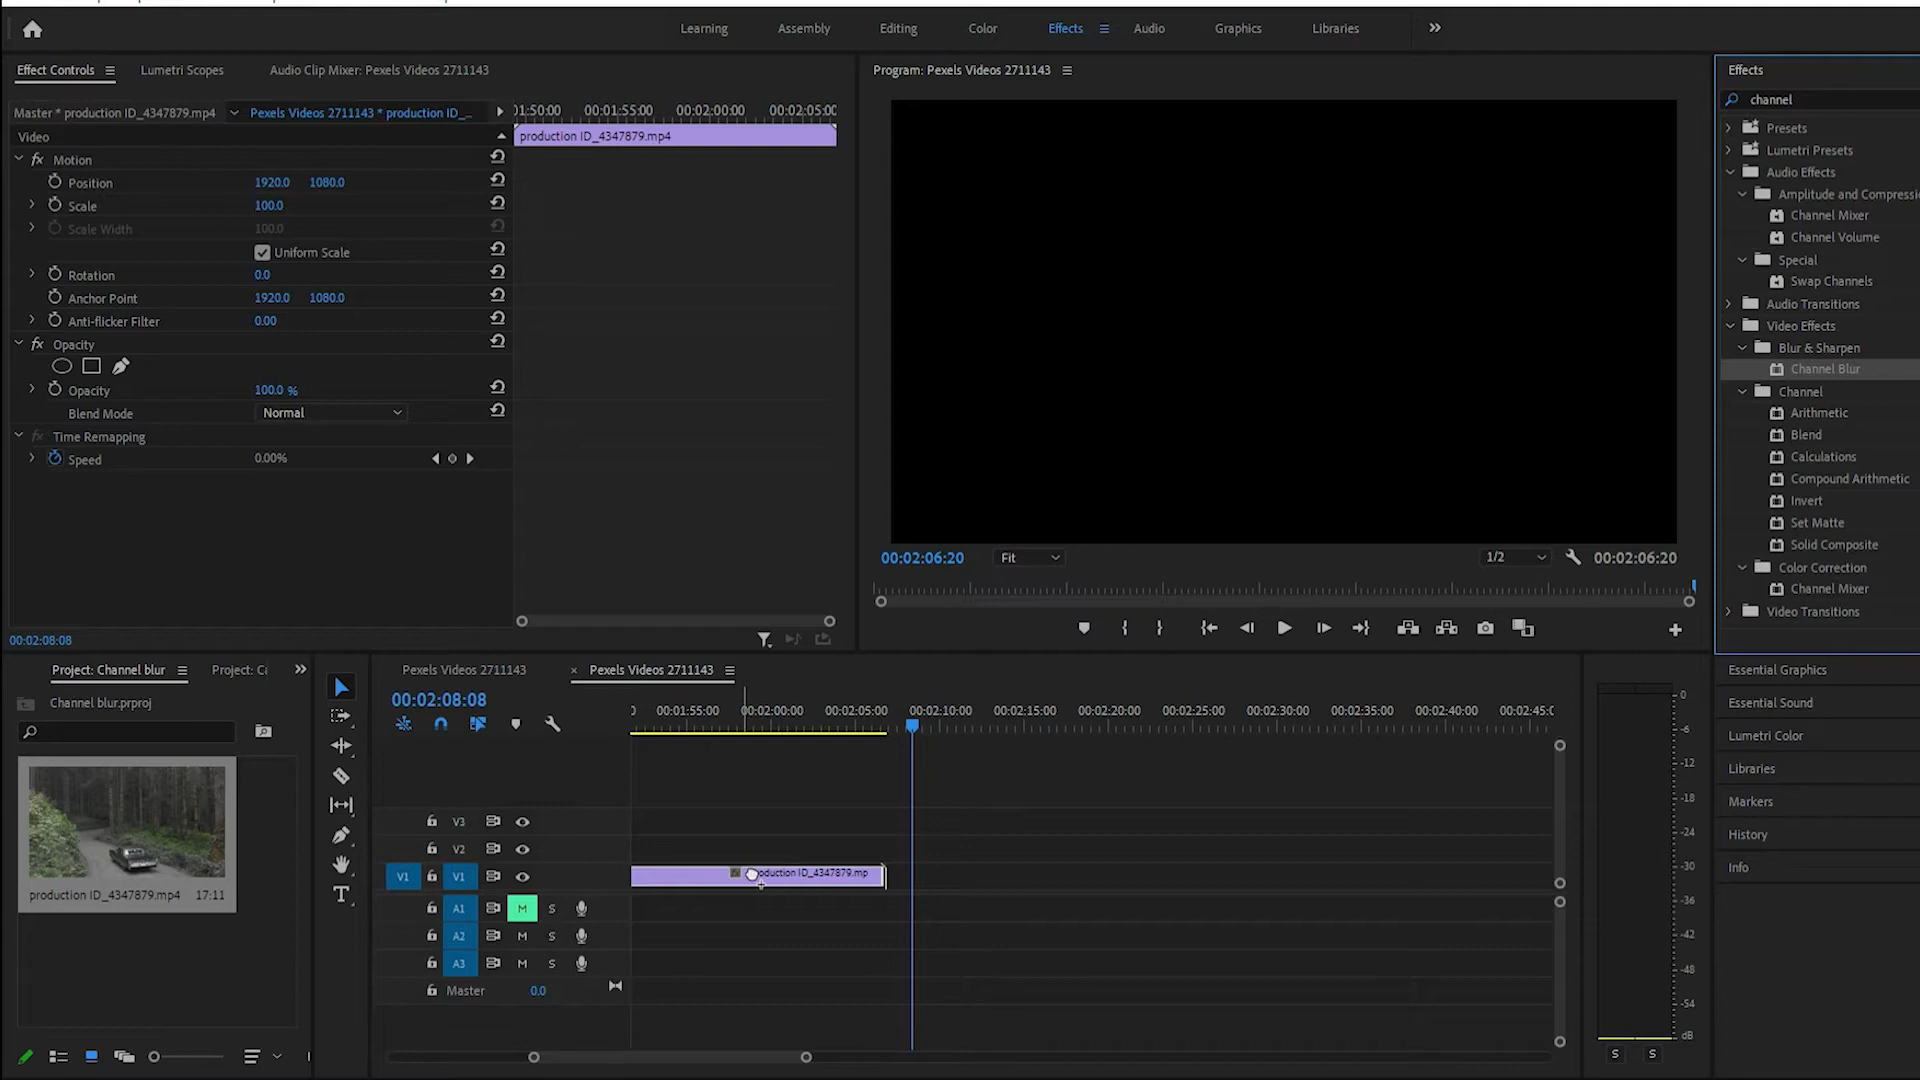 Learning
Assembly
Editing
Color
Effects
Audio
Graphics
Libraries
Effect Controls
Lumetri Scopes
Audio Clip Mixer: Pexels Videos 2711143
Master * production ID_4347879.mp4
Pexels Videos 2711143 * production ID_...
00:01:55:00
00:02:00:00
Video
production ID_4347879.mp4
fx Motion
Position 1920.0 1080.0
Scale 100.0
Scale Width 100.0
Uniform Scale
Rotation 0.0
Anchor Point 1920.0 1080.0
Anti-flicker Filter 0.00
fx Opacity
Opacity 100.0 %
Blend Mode Normal
fx Time Remapping
Speed 0.00%
00:02:08:08
Program: Pexels Videos 2711143
00:02:06:20
Fit
1/2
00:02:06:20
Effects
channel
Presets
Lumetri Presets
Audio Effects
Amplitude and Compressi
Channel Mixer
Channel Volume
Special
Swap Channels
Audio Transitions
Video Effects
Blur & Sharpen
Channel Blur
Channel
Arithmetic
Blend
Calculations
Compound Arithmetic
Invert
Set Matte
Solid Composite
Color Correction
Channel Mixer
Video Transitions
Project: Channel blur
Project: C
Channel blur.prproj
production ID_4347879.mp4 17:11
Pexels Videos 2711143
× Pexels Videos 2711143
00:02:08:08
00:01:55:00 00:02:00:00 00:02:05:00 00:02:10:00 00:02:15:00 00:02:20:00 00:02:25:00 00:02:30:00 00:02:35:00 00:02:40:00 00:02:45:0
V3
V2
V1 V1
oduction ID_4347879.mp
A1 M S
A2 M S
A3 M S
Master 0.0
T
0
-6
-12
-18
-24
-30
-36
-42
-48
-54
dB
S S
Essential Graphics
Essential Sound
Lumetri Color
Libraries
Markers
History
Info